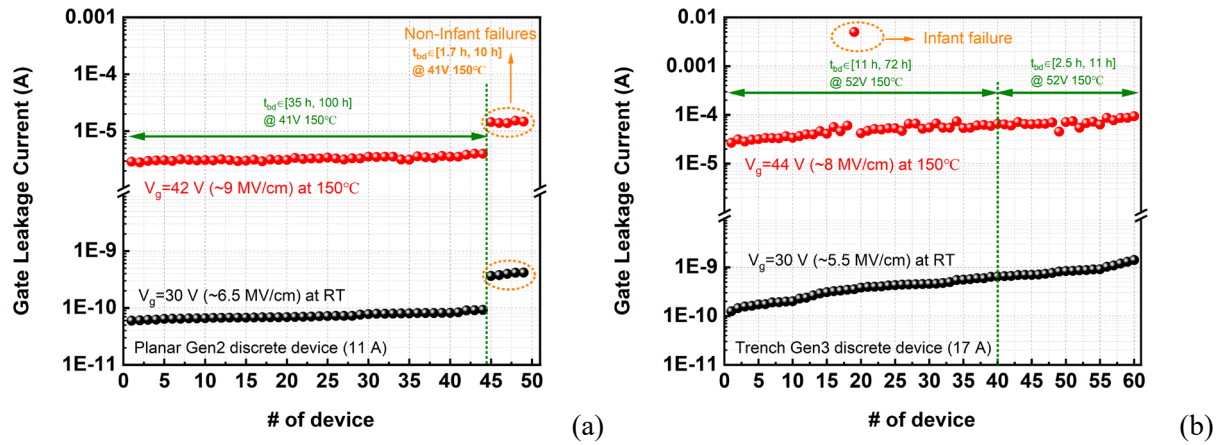 0.001
1E-4
1E-5
1E-9
1E-10
1E-11
Gate Leakage Current (A)
Non-Infant failures
t_bd∈[1.7 h, 10 h]
@ 41V 150℃
t_bd∈[35 h, 100 h]
@ 41V 150℃
V_g=42 V (~9 MV/cm) at 150℃
V_g=30 V (~6.5 MV/cm) at RT
Planar Gen2 discrete device (11 A)
0 5 10 15 20 25 30 35 40 45 50
# of device
(a)
0.01
0.001
1E-4
1E-5
1E-9
1E-10
1E-11
Gate Leakage Current (A)
Infant failure
t_bd∈[11 h, 72 h]
@ 52V 150℃
t_bd∈[2.5 h, 11 h]
@ 52V 150℃
V_g=44 V (~8 MV/cm) at 150℃
V_g=30 V (~5.5 MV/cm) at RT
Trench Gen3 discrete device (17 A)
0 5 10 15 20 25 30 35 40 45 50 55 60
# of device
(b)